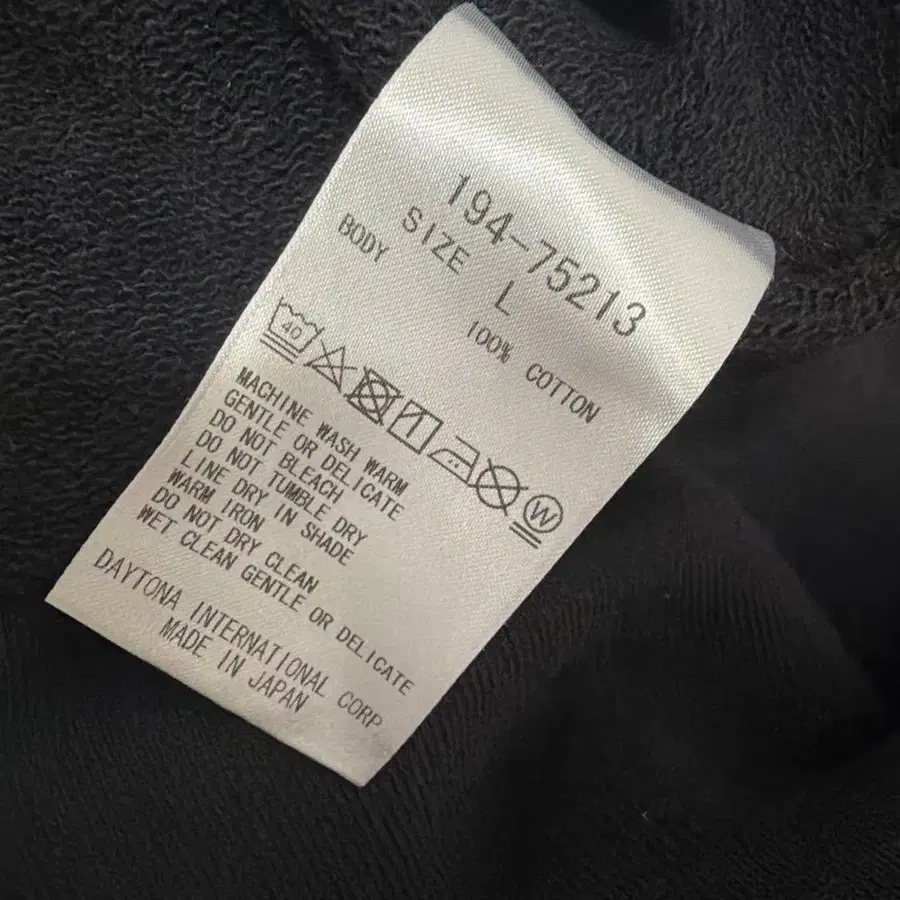 194-75213
SIZE L
BODY 100% COTTON
40 W
MACHINE WASH WARM
GENTLE OR DELICATE
DO NOT BLEACH
DO NOT TUMBLE DRY
LINE DRY IN SHADE
WARM IRON
DO NOT DRY CLEAN
WET CLEAN GENTLE OR DELICATE
DAYTONA INTERNATIONAL CORP
MADE IN JAPAN